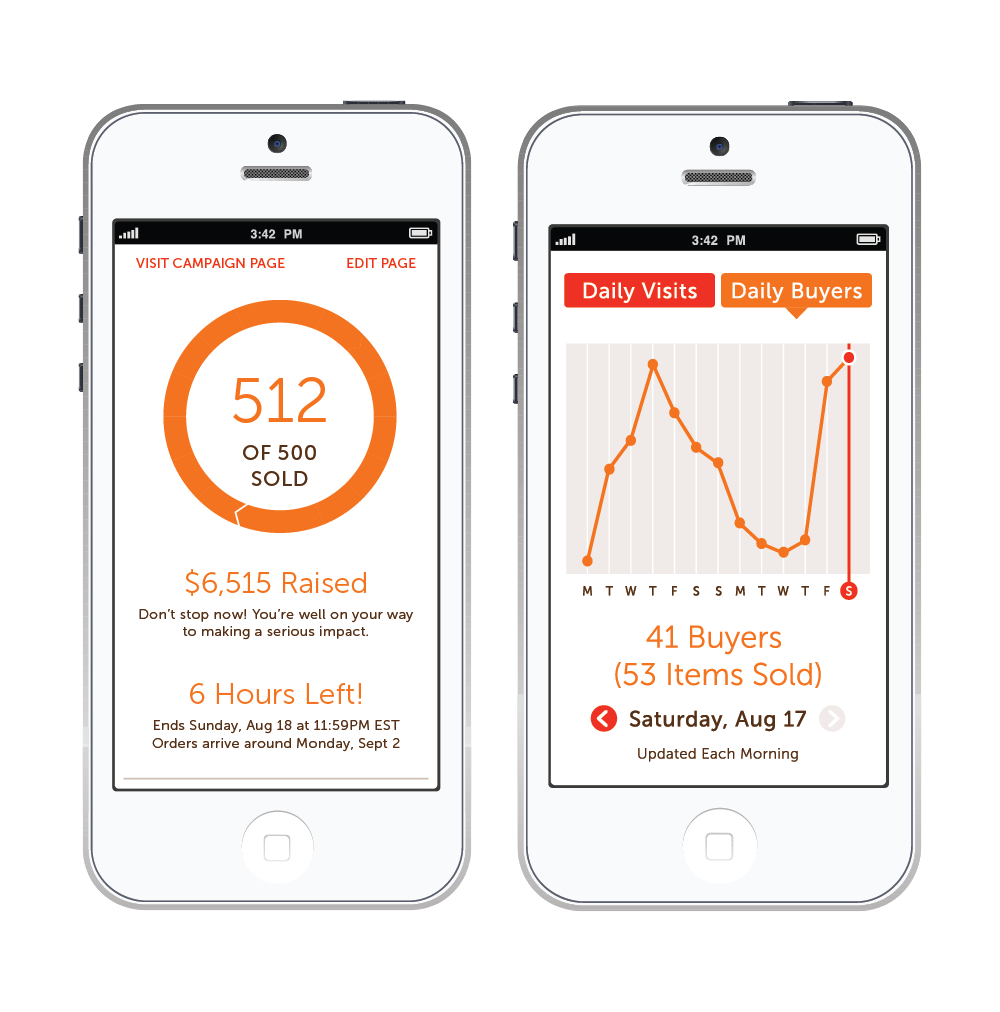 3:42 PM
VISIT CAMPAIGN PAGE EDIT PAGE
512
OF 500
SOLD
$6,515 Raised
Don't stop now! You're well on your way
to making a serious impact.
6 Hours Left!
Ends Sunday, Aug 18 at 11:59PM EST
Orders arrive around Monday, Sept 2
3:42 PM
Daily Visits Daily Buyers
M T W T F S S M T W T F S
41 Buyers
(53 Items Sold)
Saturday, Aug 17
Updated Each Morning